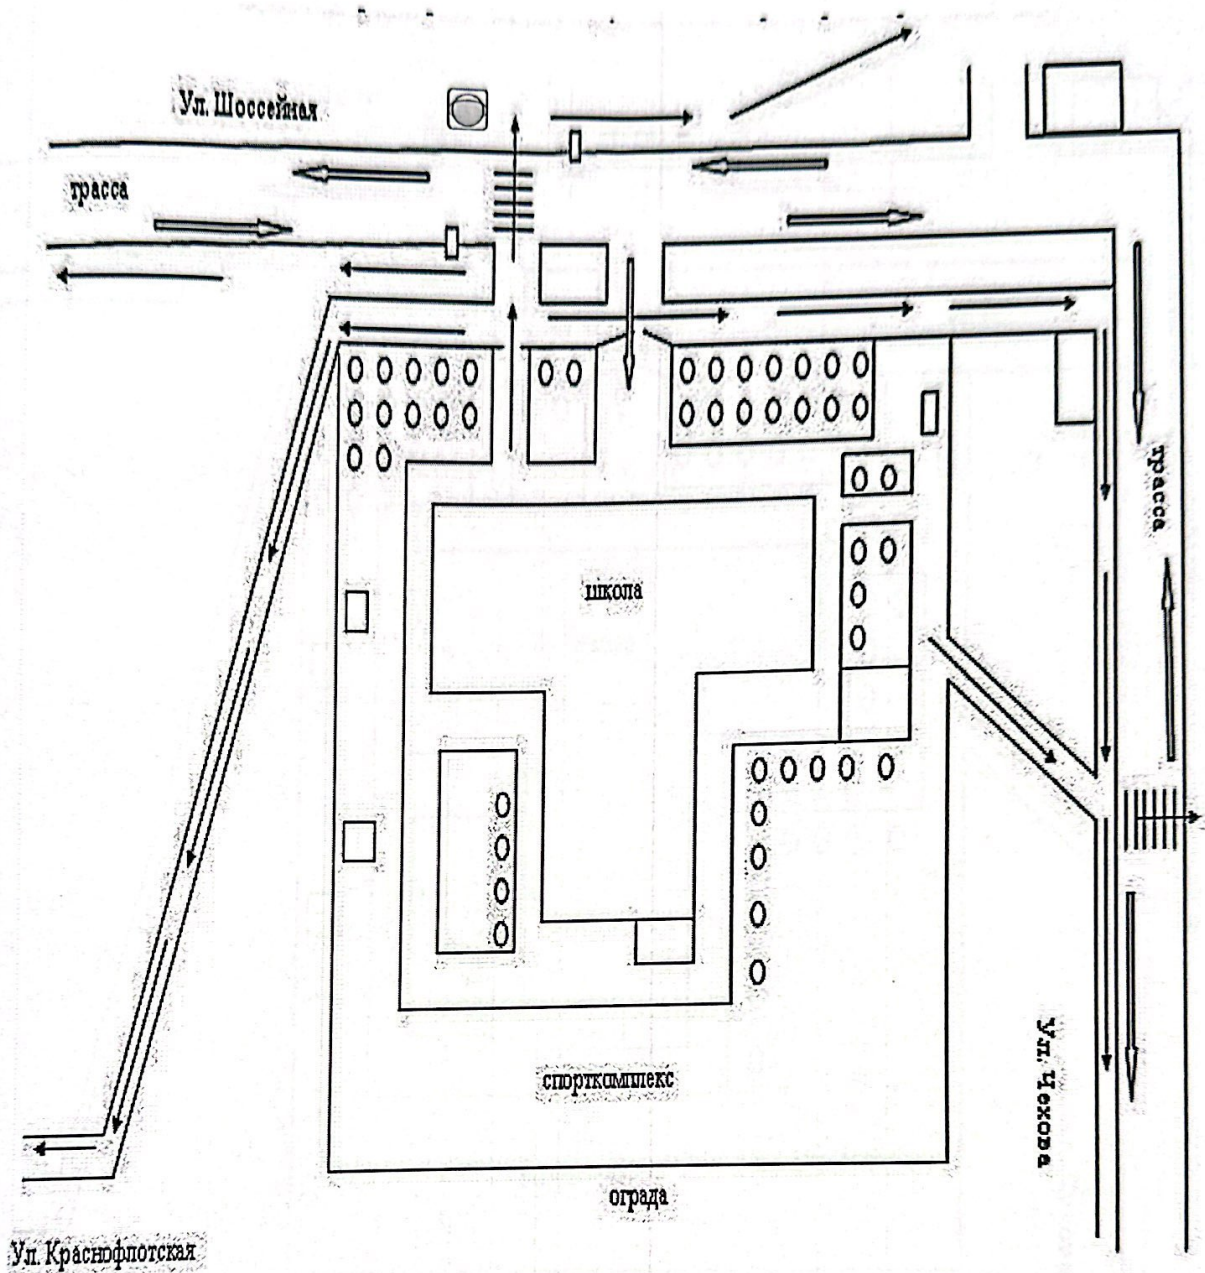 Ул. Шоссейная
трасса
трасса
школа
спорткомплекс
Ул. Чехова
ограда
Ул. Краснофлотская